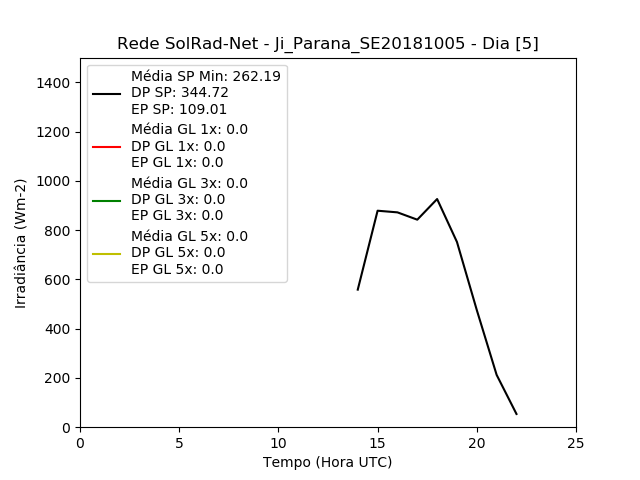 Rede SolRad-Net - Ji_Parana_SE20181005 - Dia [5]
Média SP Min: 262.19
DP SP: 344.72
EP SP: 109.01
Média GL 1x: 0.0
DP GL 1x: 0.0
EP GL 1x: 0.0
Média GL 3x: 0.0
DP GL 3x: 0.0
EP GL 3x: 0.0
Média GL 5x: 0.0
DP GL 5x: 0.0
EP GL 5x: 0.0
Irradiância (Wm-2)
1400
1200
1000
800
600
400
200
0
0 5 10 15 20 25
Tempo (Hora UTC)